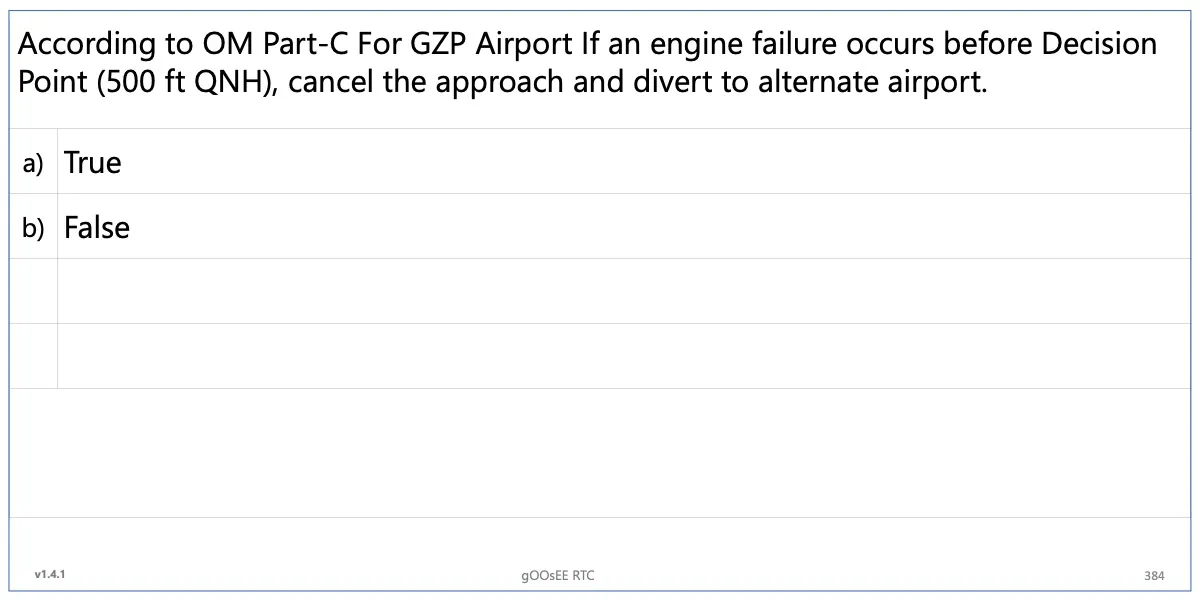 According to OM Part-C For GZP Airport If an engine failure occurs before Decision
Point (500 ft QNH), cancel the approach and divert to alternate airport.
a) True
b) False
v1.4.1 gOOsEE RTC 384